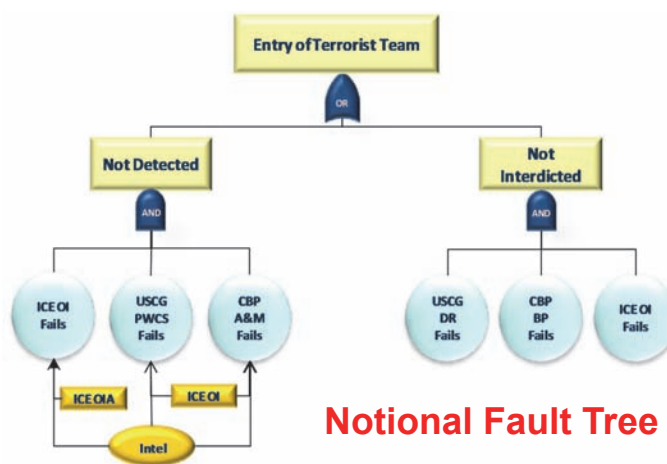 Entry of Terrorist Team
OR
Not Detected
Not
Interdicted
AND
AND
ICE OI
Fails
USCG
PWCS
Fails
CBP
A&M
Fails
USCG
DR
Fails
CBP
BP
Fails
ICE OI
Fails
ICE OIA
ICE OI
Intel
Notional Fault Tree